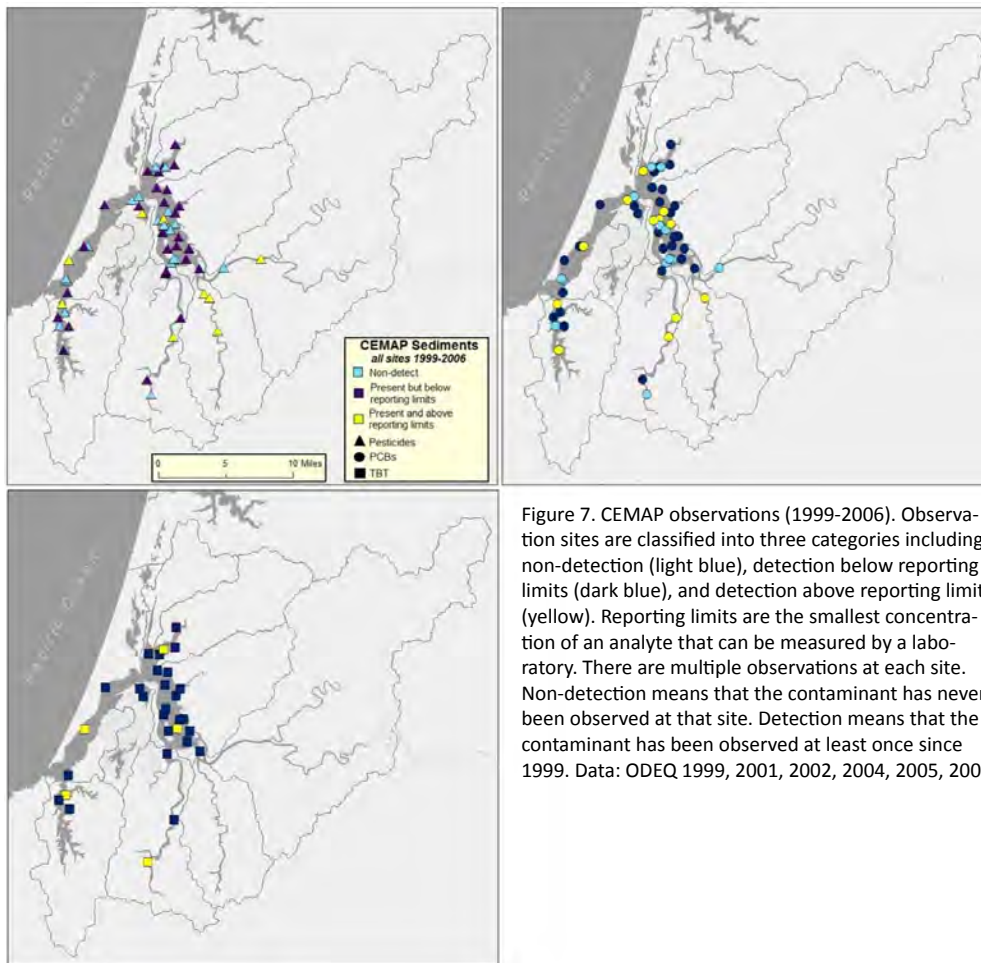 Pacific Ocean
Pacific Ocean
CEMAP Sediments
all sites 1999-2006
Non-detect
Present but below
reporting limits
Present and above
reporting limits
Pesticides
PCBs
TBT
0 5 10 Miles
Pacific Ocean
Figure 7. CEMAP observations (1999-2006). Observa-
tion sites are classified into three categories including
non-detection (light blue), detection below reporting
limits (dark blue), and detection above reporting limit
(yellow). Reporting limits are the smallest concentra-
tion of an analyte that can be measured by a labo-
ratory. There are multiple observations at each site.
Non-detection means that the contaminant has never
been observed at that site. Detection means that the
contaminant has been observed at least once since
1999. Data: ODEQ 1999, 2001, 2002, 2004, 2005, 200